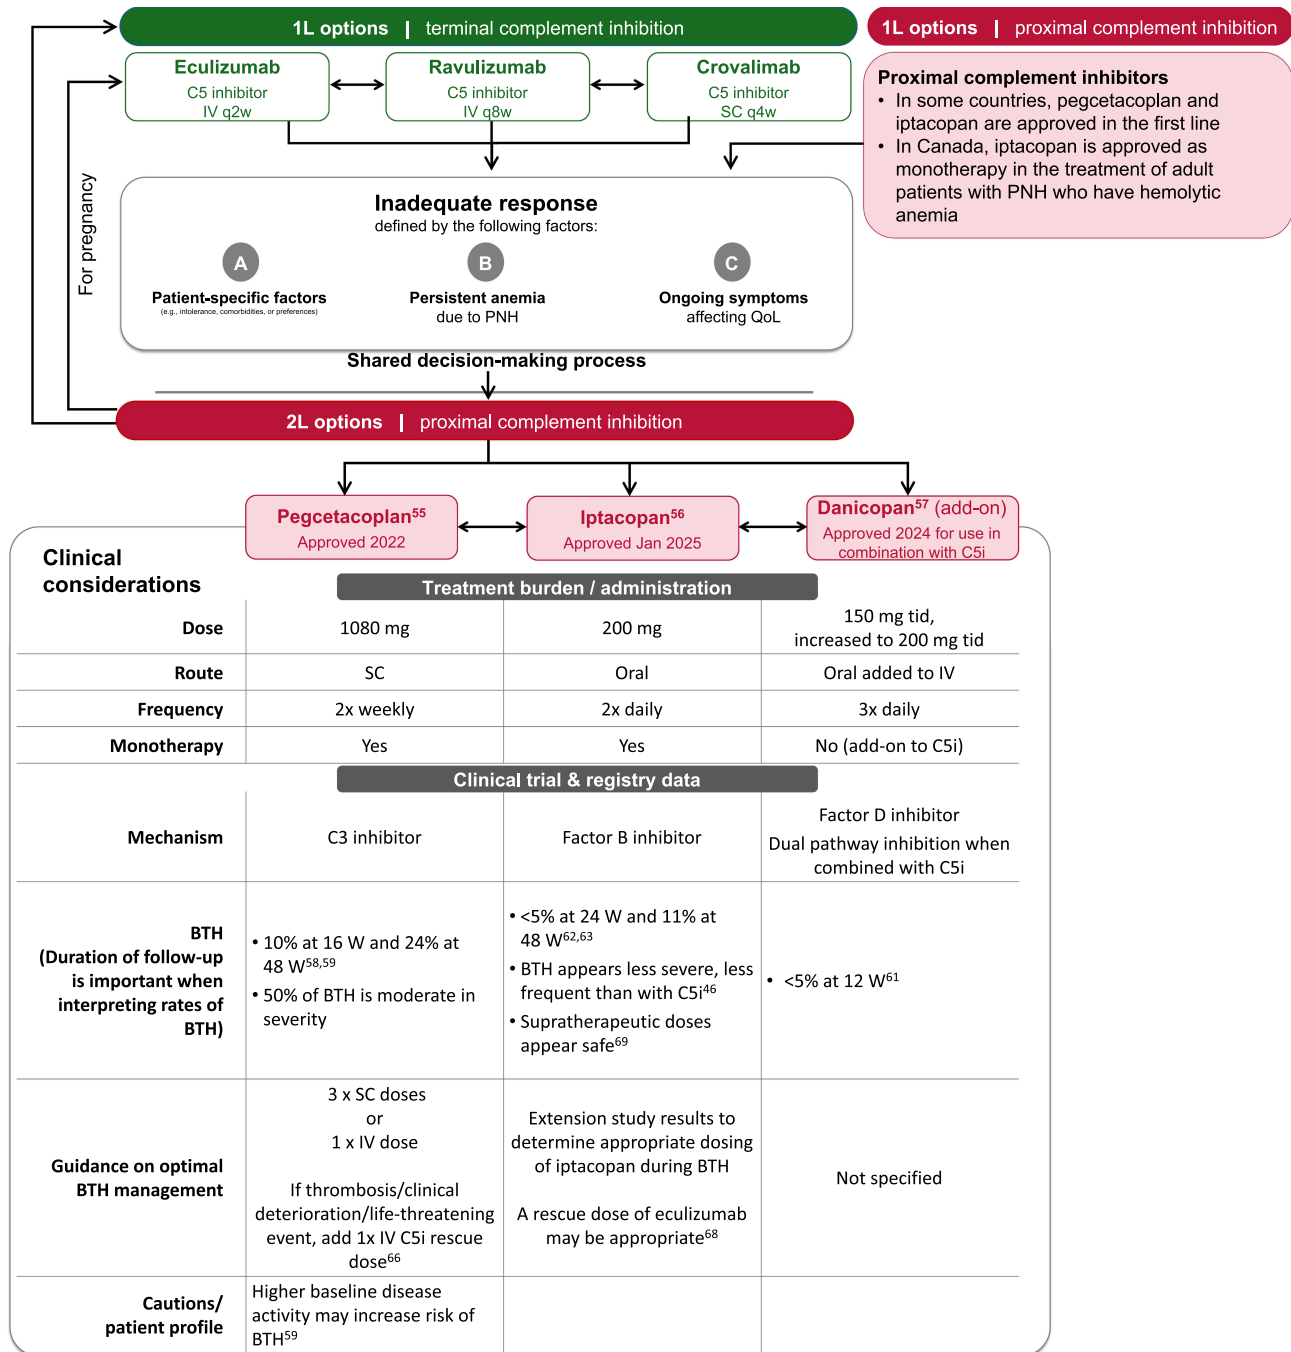 1L options | terminal complement inhibition
1L options | proximal complement inhibition
Eculizumab
C5 inhibitor
IV q2w
Ravulizumab
C5 inhibitor
IV q8w
Crovalimab
C5 inhibitor
SC q4w
Proximal complement inhibitors
• In some countries, pegcetacoplan and
iptacopan are approved in the first line
• In Canada, iptacopan is approved as
monotherapy in the treatment of adult
patients with PNH who have hemolytic
anemia
For pregnancy
Inadequate response
defined by the following factors:
A
Patient-specific factors
(e.g., intolerance, comorbidities, or preferences)
B
Persistent anemia
due to PNH
C
Ongoing symptoms
affecting QoL
Shared decision-making process
2L options | proximal complement inhibition
Pegcetacoplan55
Approved 2022
Iptacopan56
Approved Jan 2025
Danicopan57 (add-on)
Approved 2024 for use in
combination with C5i
Clinical
considerations
Treatment burden / administration
Dose
1080 mg
200 mg
150 mg tid,
increased to 200 mg tid
Route
SC
Oral
Oral added to IV
Frequency
2x weekly
2x daily
3x daily
Monotherapy
Yes
Yes
No (add-on to C5i)
Clinical trial & registry data
Mechanism
C3 inhibitor
Factor B inhibitor
Factor D inhibitor
Dual pathway inhibition when
combined with C5i
BTH
(Duration of follow-up
is important when
interpreting rates of
BTH)
• 10% at 16 W and 24% at
48 W58,59
• 50% of BTH is moderate in
severity
• <5% at 24 W and 11% at
48 W62,63
• BTH appears less severe, less
frequent than with C5i46
• Supratherapeutic doses
appear safe69
• <5% at 12 W61
Guidance on optimal
BTH management
3 x SC doses
or
1 x IV dose
If thrombosis/clinical
deterioration/life-threatening
event, add 1x IV C5i rescue
dose66
Extension study results to
determine appropriate dosing
of iptacopan during BTH
A rescue dose of eculizumab
may be appropriate68
Not specified
Cautions/
patient profile
Higher baseline disease
activity may increase risk of
BTH59